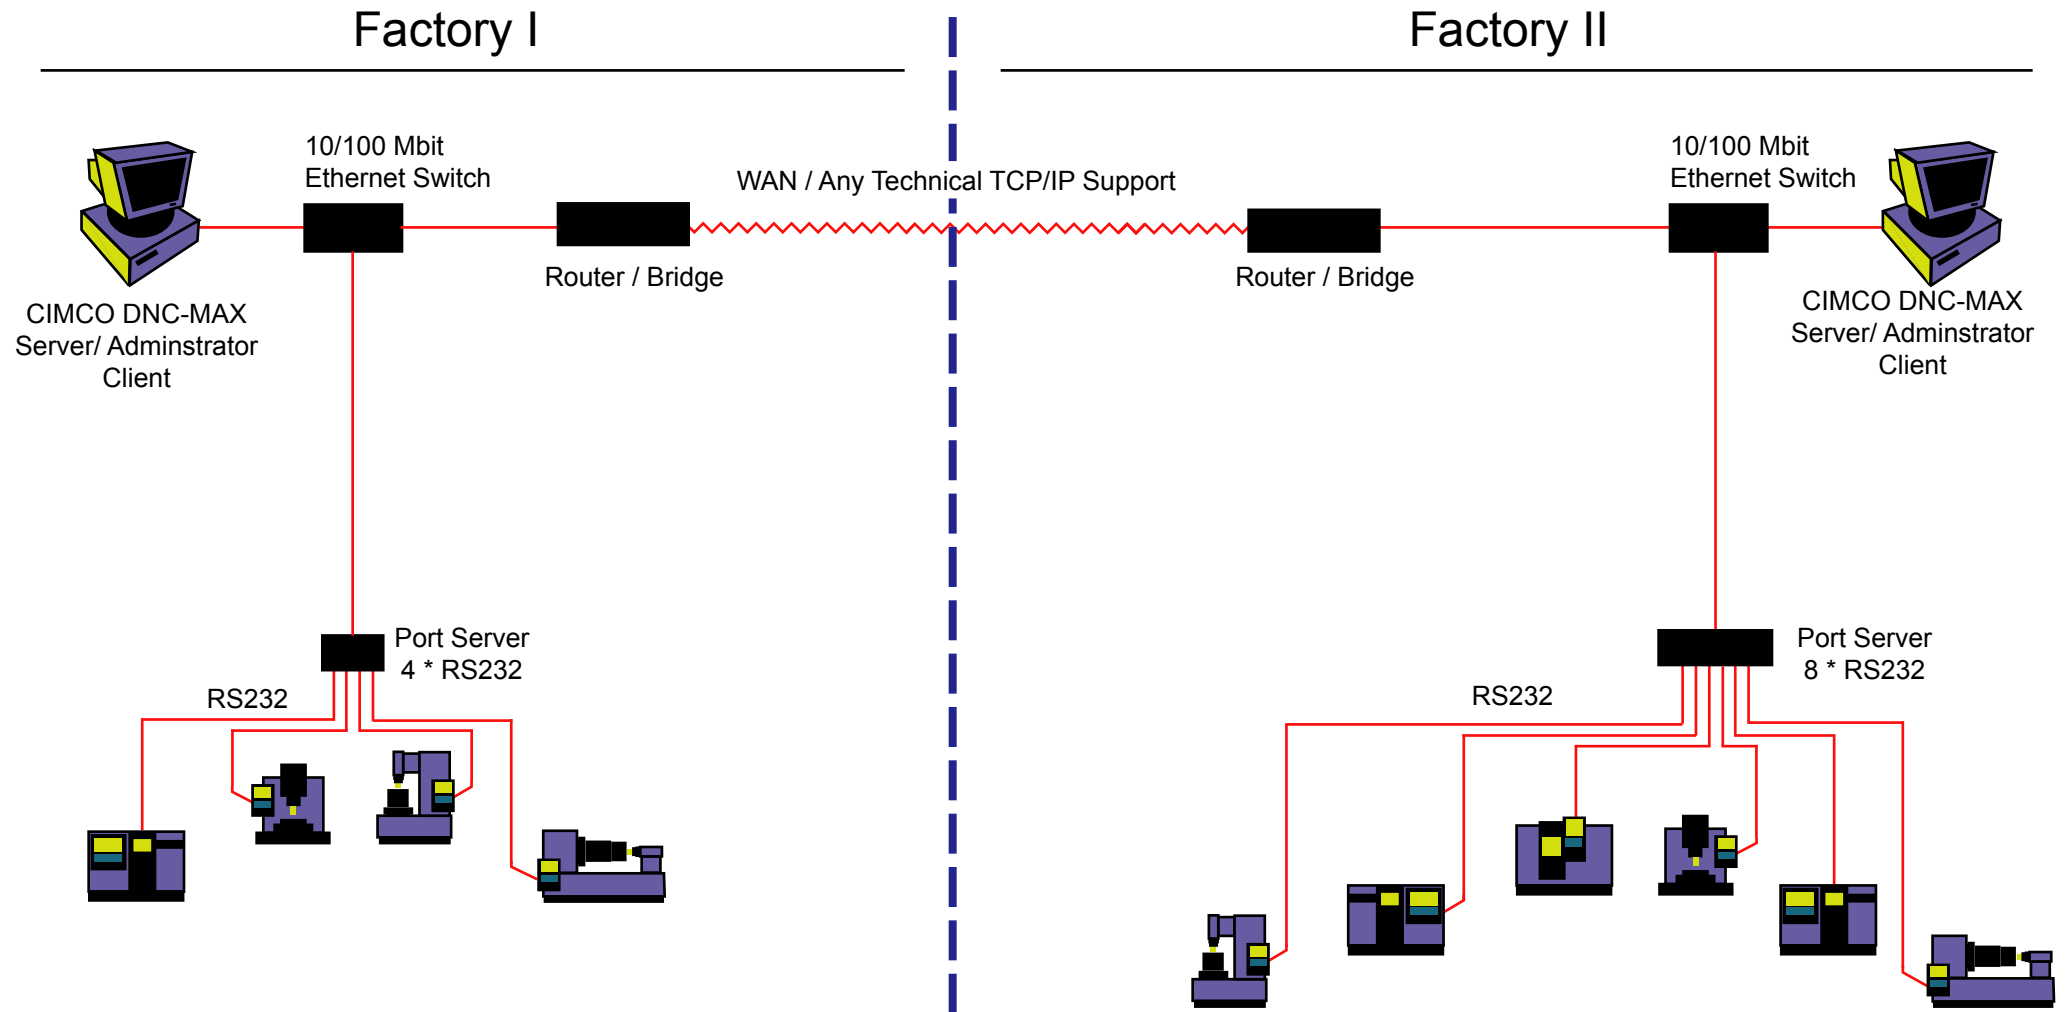 Factory I
Factory II
10/100 Mbit
Ethernet Switch
WAN / Any Technical TCP/IP Support
10/100 Mbit
Ethernet Switch
Router / Bridge
Router / Bridge
CIMCO DNC-MAX
Server/ Adminstrator
Client
CIMCO DNC-MAX
Server/ Adminstrator
Client
Port Server
4 * RS232
RS232
Port Server
8 * RS232
RS232